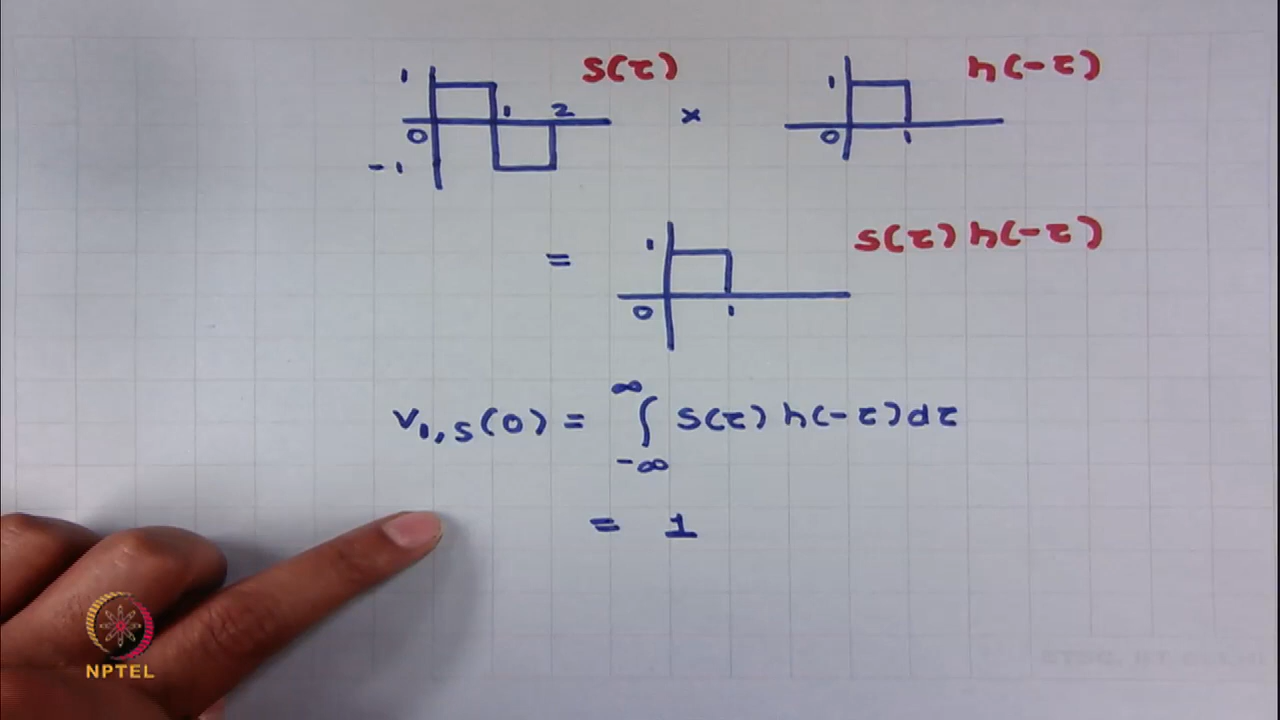 1 s(τ) 1 h(-τ)
0 1 2 × 0 1
-1
= 1 s(τ) h(-τ)
0 1
∞
v₁,s(0) = ∫ s(τ) h(-τ)dτ
-∞
= 1
NPTEL